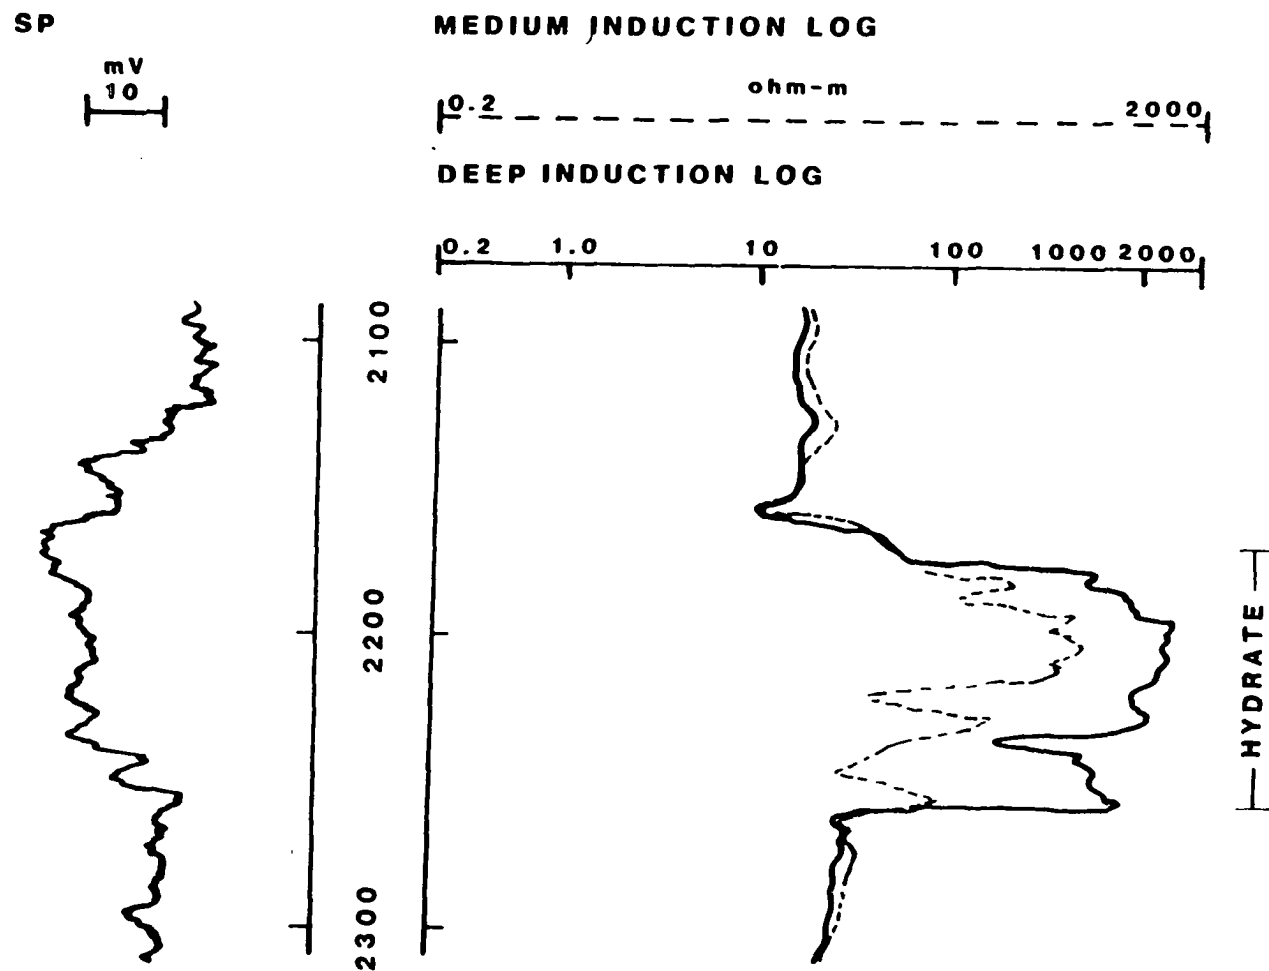 SP
mV
10
MEDIUM INDUCTION LOG
ohm-m
0.2 2000
DEEP INDUCTION LOG
0.2 1.0 10 100 1000 2000
2100
2200
2300
HYDRATE